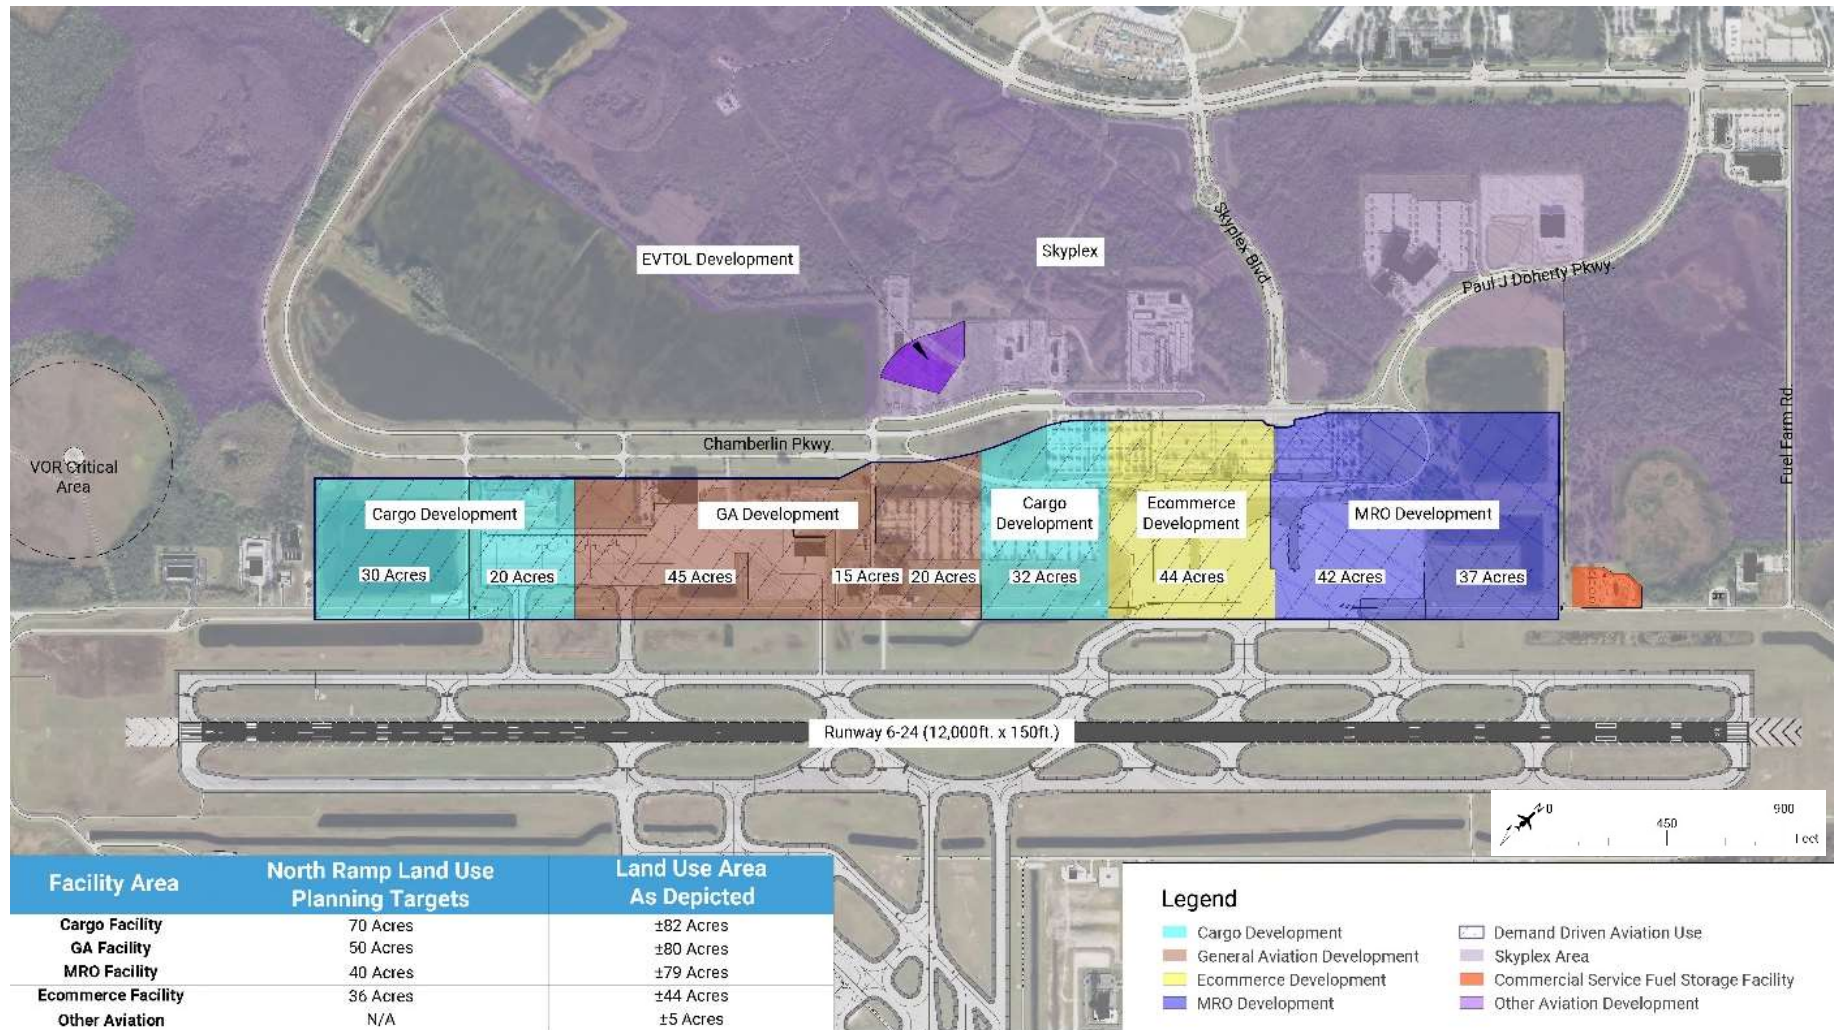 EVTOL Development
Skyplex
Skyplex Blvd.
Paul J Doherty Pkwy.
Fuel Farm Rd.
VOR Critical
Area
Chamberlin Pkwy.
Cargo Development
GA Development
Cargo
Development
Ecommerce
Development
MRO Development
30 Acres
20 Acres
45 Acres
15 Acres
20 Acres
32 Acres
44 Acres
42 Acres
37 Acres
Runway 6-24 (12,000ft. x 150ft.)
0
450
900
Feet
Facility Area
North Ramp Land Use
Planning Targets
Land Use Area
As Depicted
Cargo Facility 70 Acres ±82 Acres
GA Facility 50 Acres ±80 Acres
MRO Facility 40 Acres ±79 Acres
Ecommerce Facility 36 Acres ±44 Acres
Other Aviation N/A ±5 Acres
Legend
Cargo Development
General Aviation Development
Ecommerce Development
MRO Development
Demand Driven Aviation Use
Skyplex Area
Commercial Service Fuel Storage Facility
Other Aviation Development